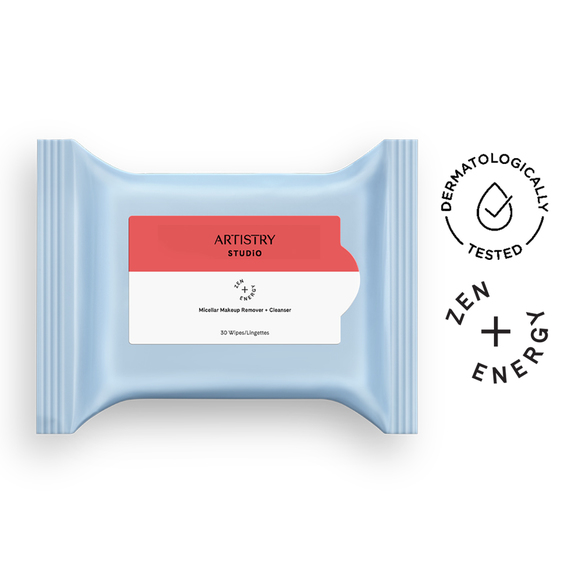 ARTISTRY
STUDIO
ZEN
+
ENERGY
Micellar Makeup Remover + Cleanser
30 Wipes/Lingettes
DERMATOLOGICALLY
TESTED
ZEN
+
ENERGY